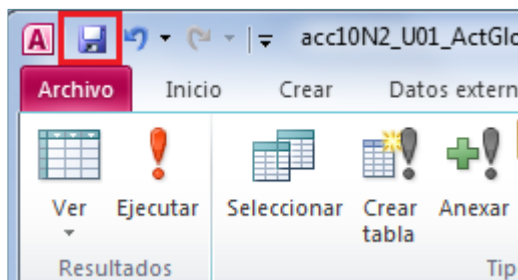 A acc10N2_U01_ActGlo
Archivo Inicio Crear Datos extern
Ver Ejecutar Seleccionar Crear tabla Anexar
Resultados Tip